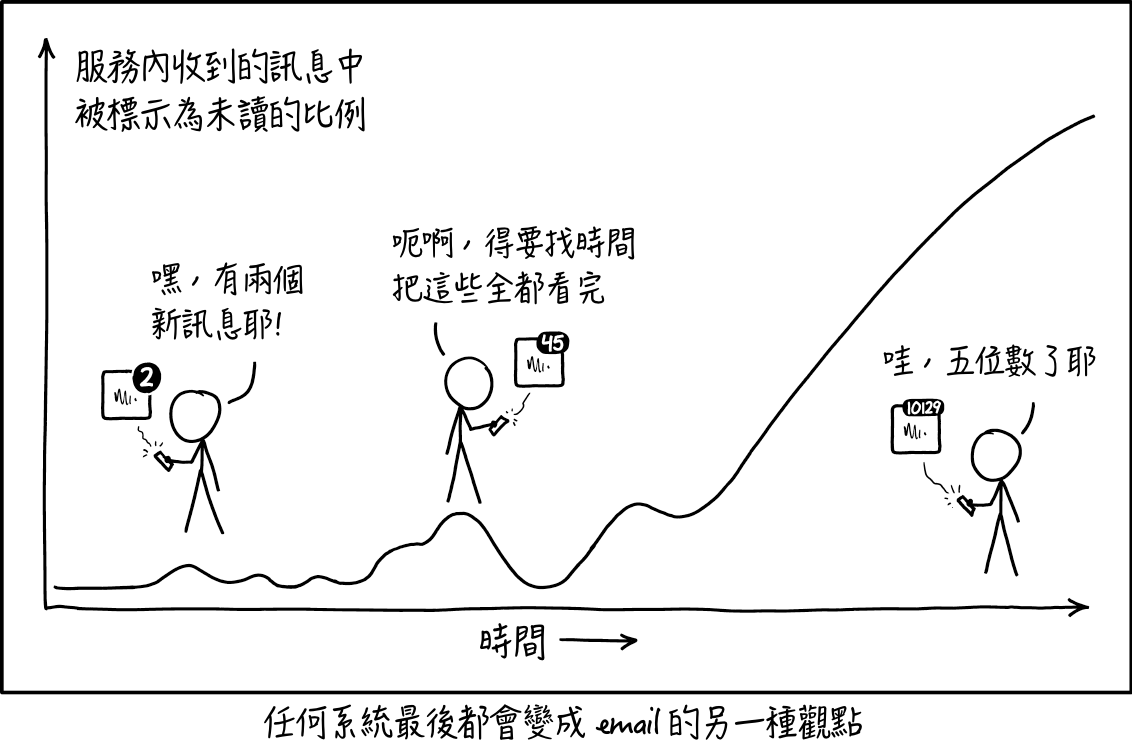 服務內收到的訊息中
被標示為未讀的比例
嘿，有兩個
新訊息耶！
2
呃啊，得要找時間
把這些全都看完
45
哇，五位數了耶
10129
時間
任何系統最後都會變成 email 的另一種觀點